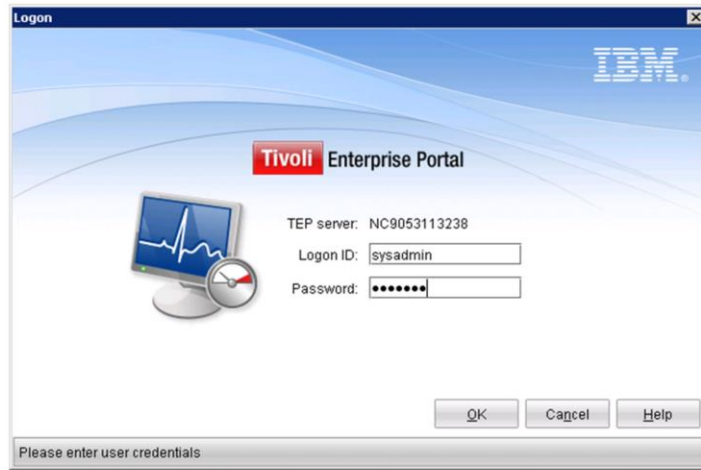 Logon
IBM®
Tivoli Enterprise Portal
TEP server: NC9053113238
Logon ID: sysadmin
Password: •••••••
OK Cancel Help
Please enter user credentials